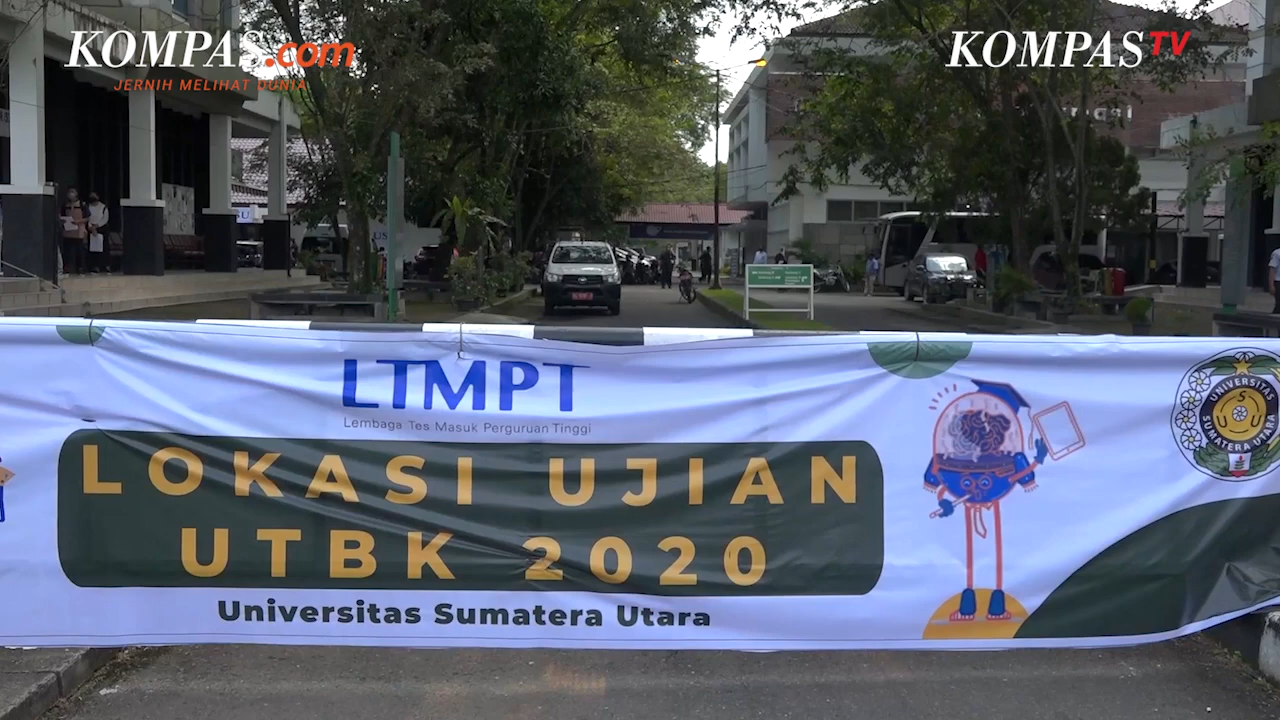 KOMPAS.com
JERNIH MELIHAT DUNIA
KOMPASTV
LTMPT
Lembaga Tes Masuk Perguruan Tinggi
LOKASI UJIAN
UTBK 2020
Universitas Sumatera Utara
UNIVERSITAS
SUMATERA UTARA
USU